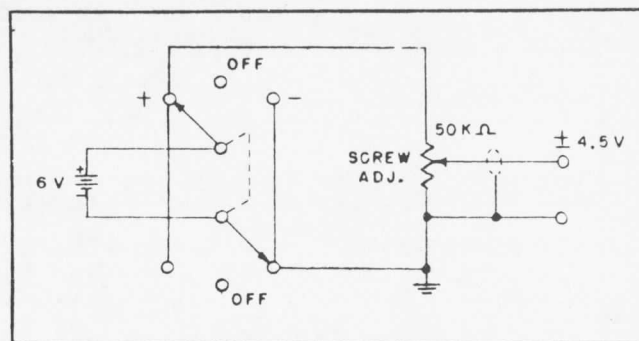 OFF
+
-
50KΩ
± 4.5V
SCREW
ADJ.
+
6V
-
OFF